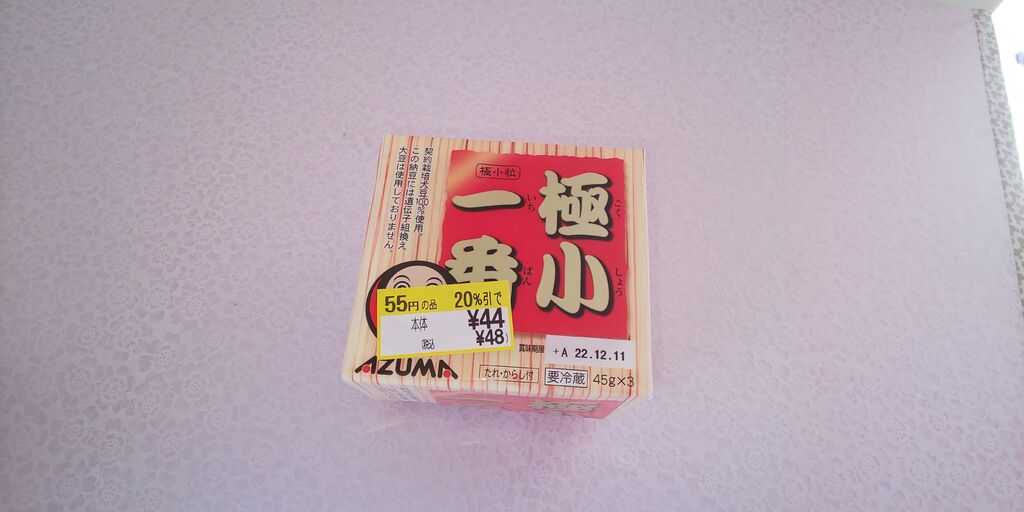 極小
ごくしょう
一番
いちばん
極小粒
契約栽培大豆100%使用。
この納豆には遺伝子組換え
大豆は使用しておりません。
55円の品 20%引で
本体 ¥44
(税込 ¥48)
賞味期限 +A 22.12.11
AZUMA
たれ・からし付 要冷蔵 45g×3